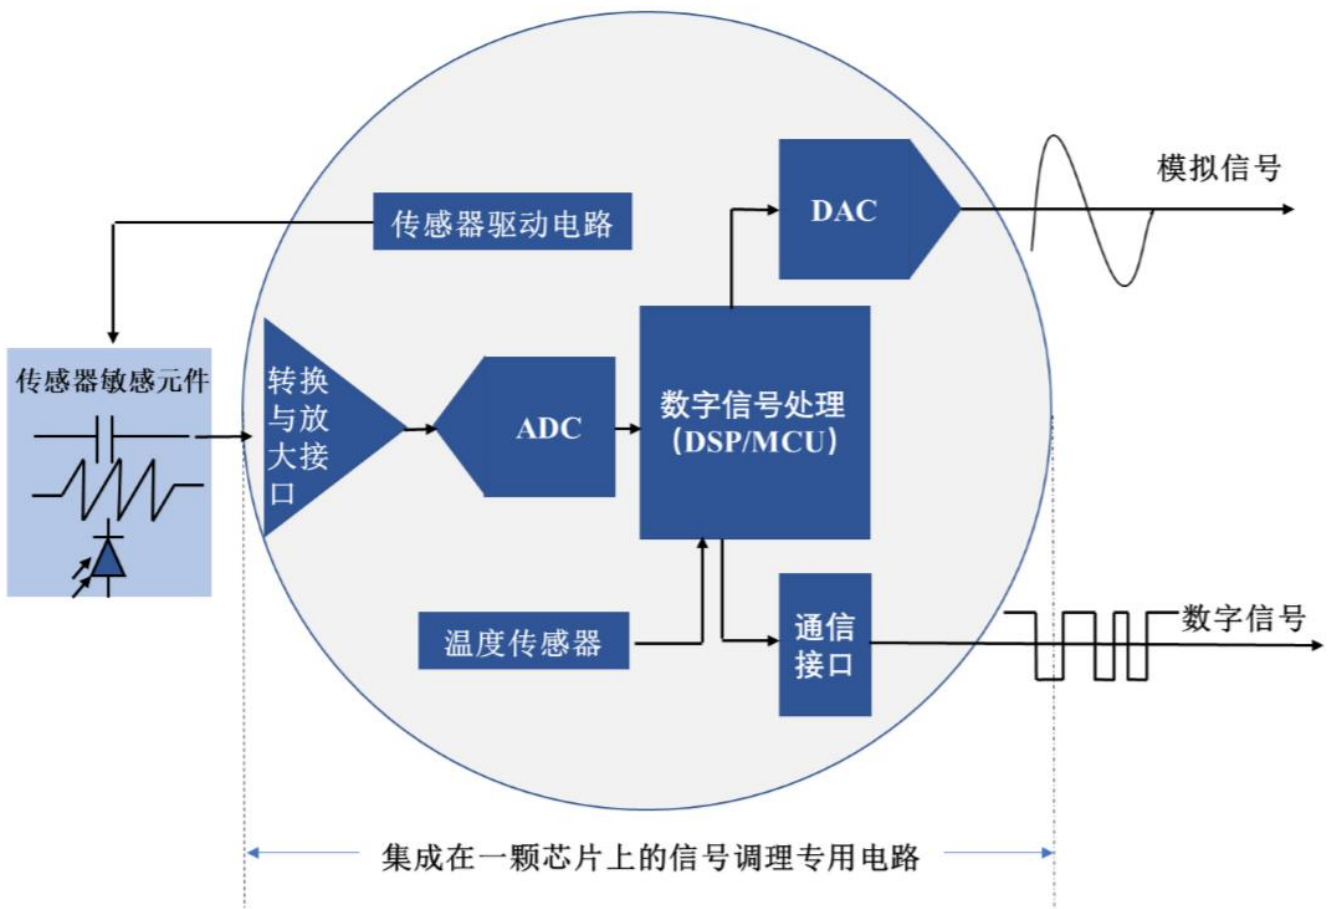 DAC
模拟信号
传感器驱动电路
传感器敏感元件
转换
与放
大接
口
ADC
数字信号处理
(DSP/MCU)
温度传感器
通信
接口
数字信号
集成在一颗芯片上的信号调理专用电路